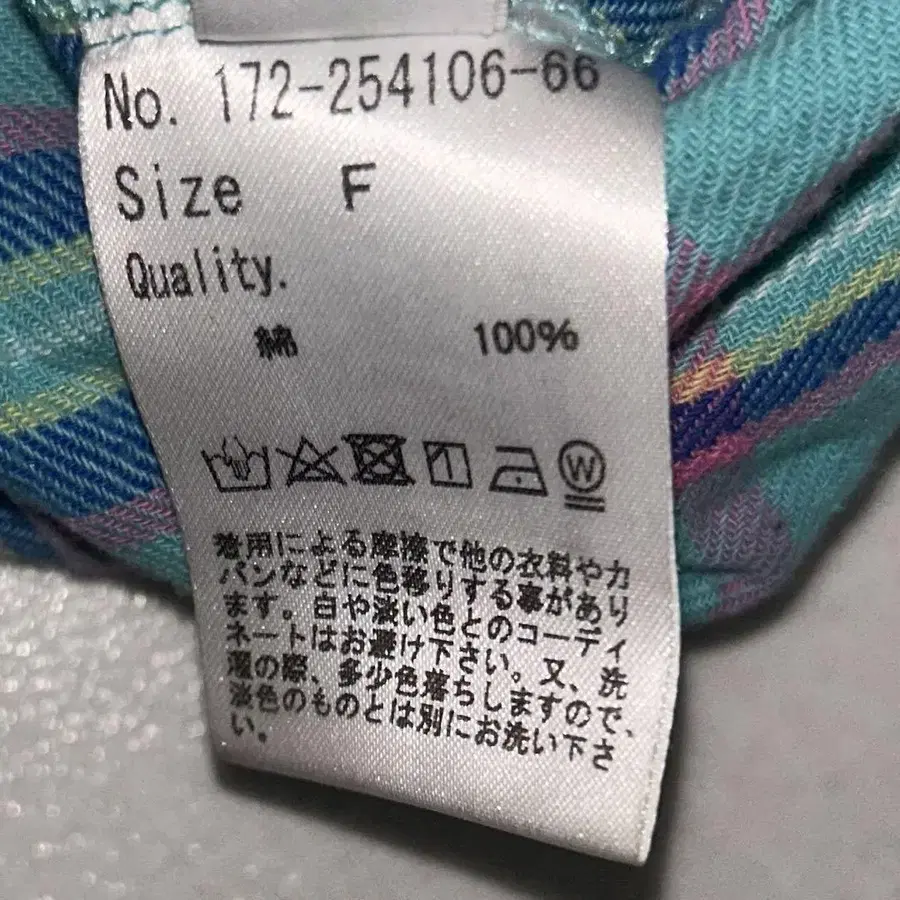 No. 172-254106-66
Size F
Quality.
綿 100%
W
着用による摩擦で他の衣料やカ
バンなどに色移りする事があり
ます。白や淡い色とのコーディ
ネートはお避け下さい。又、洗
濯の際、多少色落ちしますので、
淡色のものとは別にお洗い下さ
い。